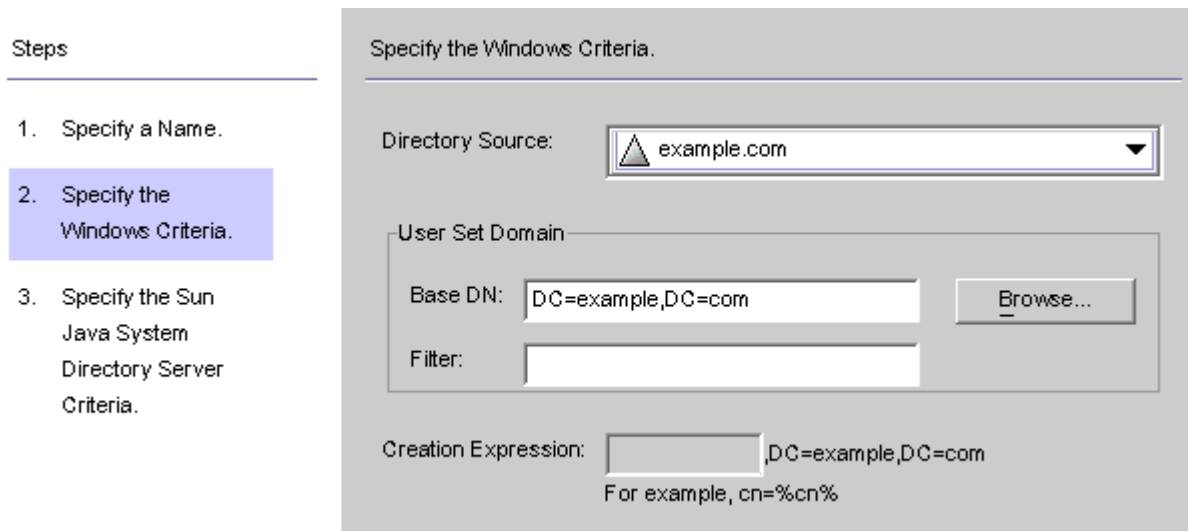 Steps
1. Specify a Name.
2. Specify the
Windows Criteria.
3. Specify the Sun
Java System
Directory Server
Criteria.
Specify the Windows Criteria.
Directory Source: example.com
User Set Domain
Base DN: DC=example,DC=com Browse...
Filter:
Creation Expression: ,DC=example,DC=com
For example, cn=%cn%